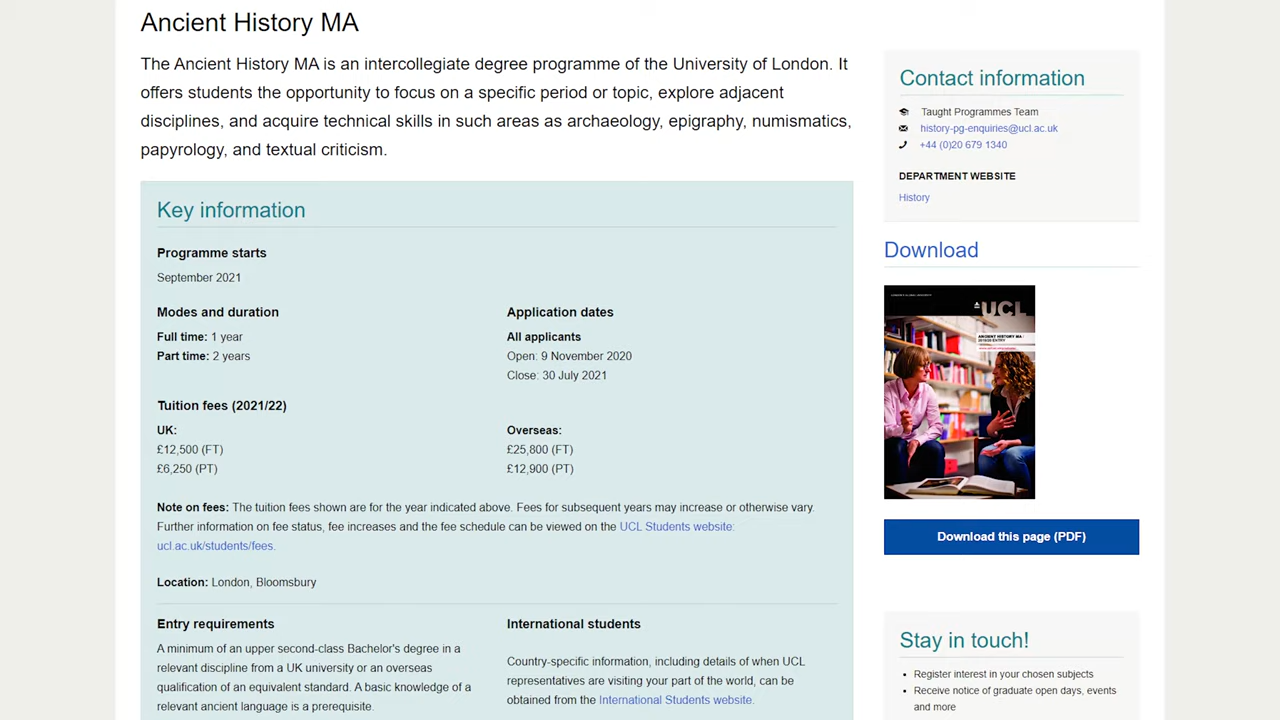 Ancient History MA
The Ancient History MA is an intercollegiate degree programme of the University of London. It
offers students the opportunity to focus on a specific period or topic, explore adjacent
disciplines, and acquire technical skills in such areas as archaeology, epigraphy, numismatics,
papyrology, and textual criticism.
Key information
Programme starts
September 2021
Modes and duration
Full time: 1 year
Part time: 2 years
Application dates
All applicants
Open: 9 November 2020
Close: 30 July 2021
Tuition fees (2021/22)
UK:
£12,500 (FT)
£6,250 (PT)
Overseas:
£25,800 (FT)
£12,900 (PT)
Note on fees: The tuition fees shown are for the year indicated above. Fees for subsequent years may increase or otherwise vary.
Further information on fee status, fee increases and the fee schedule can be viewed on the UCL Students website:
ucl.ac.uk/students/fees.
Location: London, Bloomsbury
Entry requirements
A minimum of an upper second-class Bachelor's degree in a
relevant discipline from a UK university or an overseas
qualification of an equivalent standard. A basic knowledge of a
relevant ancient language is a prerequisite.
International students
Country-specific information, including details of when UCL
representatives are visiting your part of the world, can be
obtained from the International Students website.
Contact information
Taught Programmes Team
history-pg-enquiries@ucl.ac.uk
+44 (0)20 679 1340
DEPARTMENT WEBSITE
History
Download
LONDON'S GLOBAL UNIVERSITY
UCL
ANCIENT HISTORY MA /
Download this page (PDF)
Stay in touch!
Register interest in your chosen subjects
Receive notice of graduate open days, events
and more